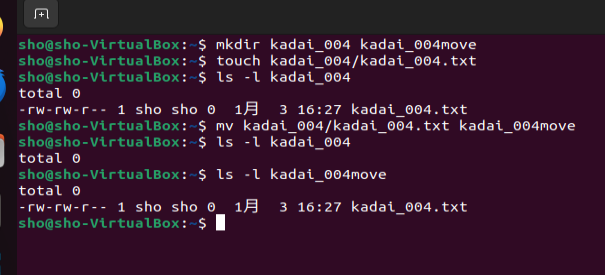 sho@sho-VirtualBox:~$ mkdir kadai_004 kadai_004move
sho@sho-VirtualBox:~$ touch kadai_004/kadai_004.txt
sho@sho-VirtualBox:~$ ls -l kadai_004
total 0
-rw-rw-r-- 1 sho sho 0  1月  3 16:27 kadai_004.txt
sho@sho-VirtualBox:~$ mv kadai_004/kadai_004.txt kadai_004move
sho@sho-VirtualBox:~$ ls -l kadai_004
total 0
sho@sho-VirtualBox:~$ ls -l kadai_004move
total 0
-rw-rw-r-- 1 sho sho 0  1月  3 16:27 kadai_004.txt
sho@sho-VirtualBox:~$